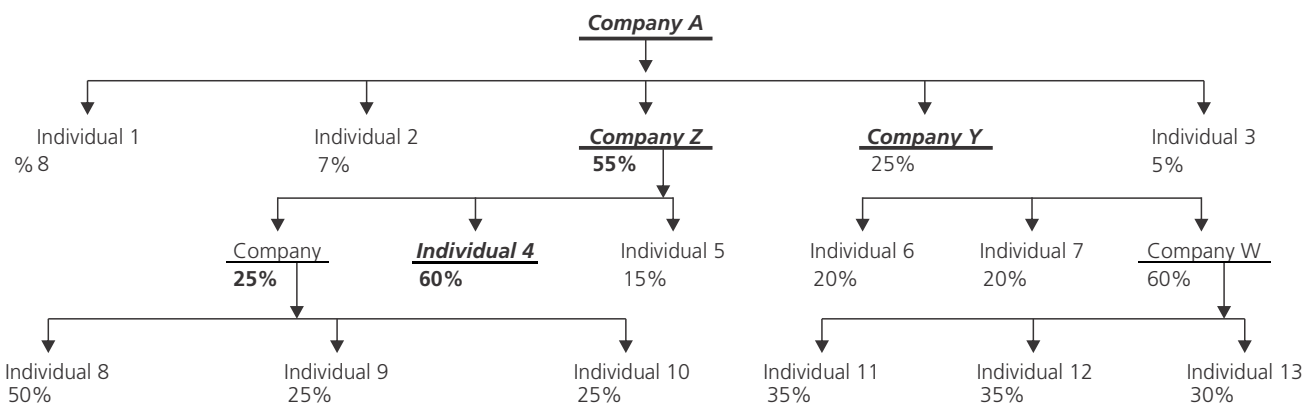 Company A
Individual 1 Individual 2 Company Z Company Y Individual 3
% 8 7% 55% 25% 5%
Company Individual 4 Individual 5 Individual 6 Individual 7 Company W
25% 60% 15% 20% 20% 60%
Individual 8 Individual 9 Individual 10 Individual 11 Individual 12 Individual 13
50% 25% 25% 35% 35% 30%